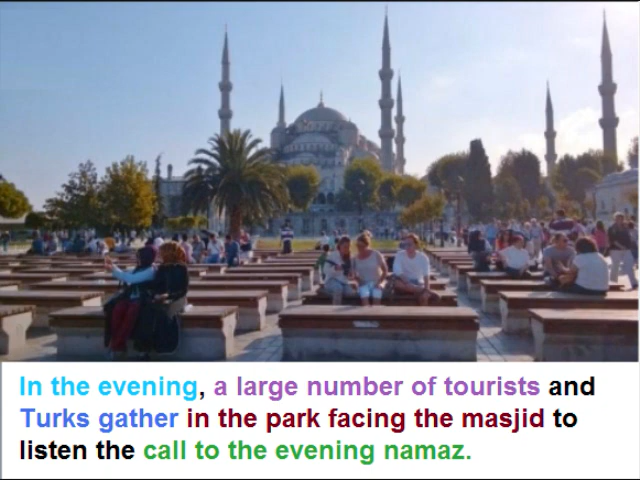 In the evening, a large number of tourists and
Turks gather in the park facing the masjid to
listen the call to the evening namaz.